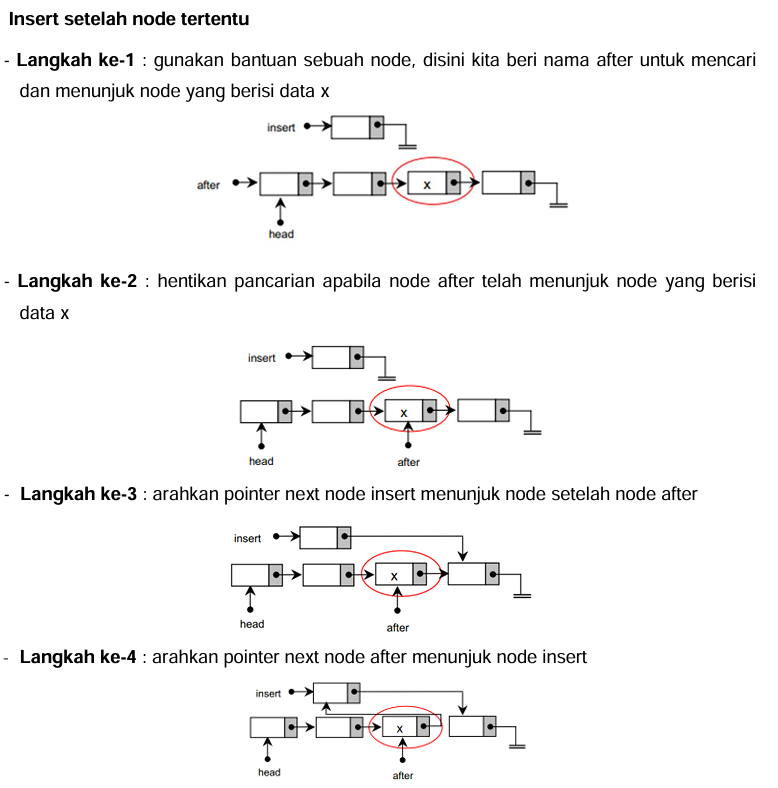 Insert setelah node tertentu
- Langkah ke-1 : gunakan bantuan sebuah node, disini kita beri nama after untuk mencari
dan menunjuk node yang berisi data x
insert
after
x
head
- Langkah ke-2 : hentikan pancarian apabila node after telah menunjuk node yang berisi
data x
insert
x
head
after
- Langkah ke-3 : arahkan pointer next node insert menunjuk node setelah node after
insert
x
head
after
- Langkah ke-4 : arahkan pointer next node after menunjuk node insert
insert
x
head
after